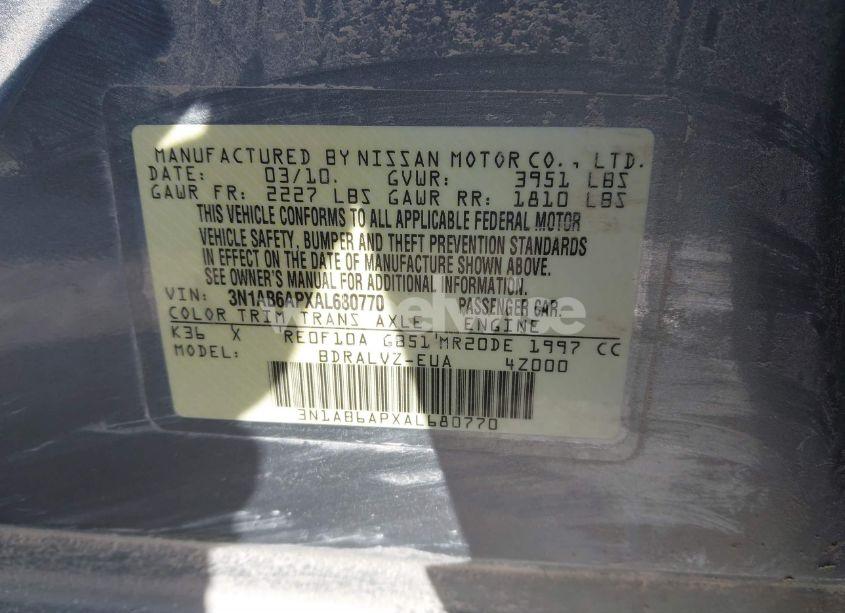 MANUFACTURED BY NISSAN MOTOR CO., LTD.
DATE: 03/10. GVWR: 3951 LBS
GAWR FR: 2227 LBS GAWR RR: 1810 LBS
THIS VEHICLE CONFORMS TO ALL APPLICABLE FEDERAL MOTOR
VEHICLE SAFETY, BUMPER AND THEFT PREVENTION STANDARDS
IN EFFECT ON THE DATE OF MANUFACTURE SHOWN ABOVE.
SEE OWNER'S MANUAL FOR ADDITIONAL INFORMATION.
VIN: 3N1AB6APXAL680770 PASSENGER CAR.
COLOR TRIM TRANS AXLE ENGINE
K36 X RE0F10A GB51 MR20DE 1997 CC
MODEL: BDRALVZ-EUA 4Z000
3N1AB6APXAL680770